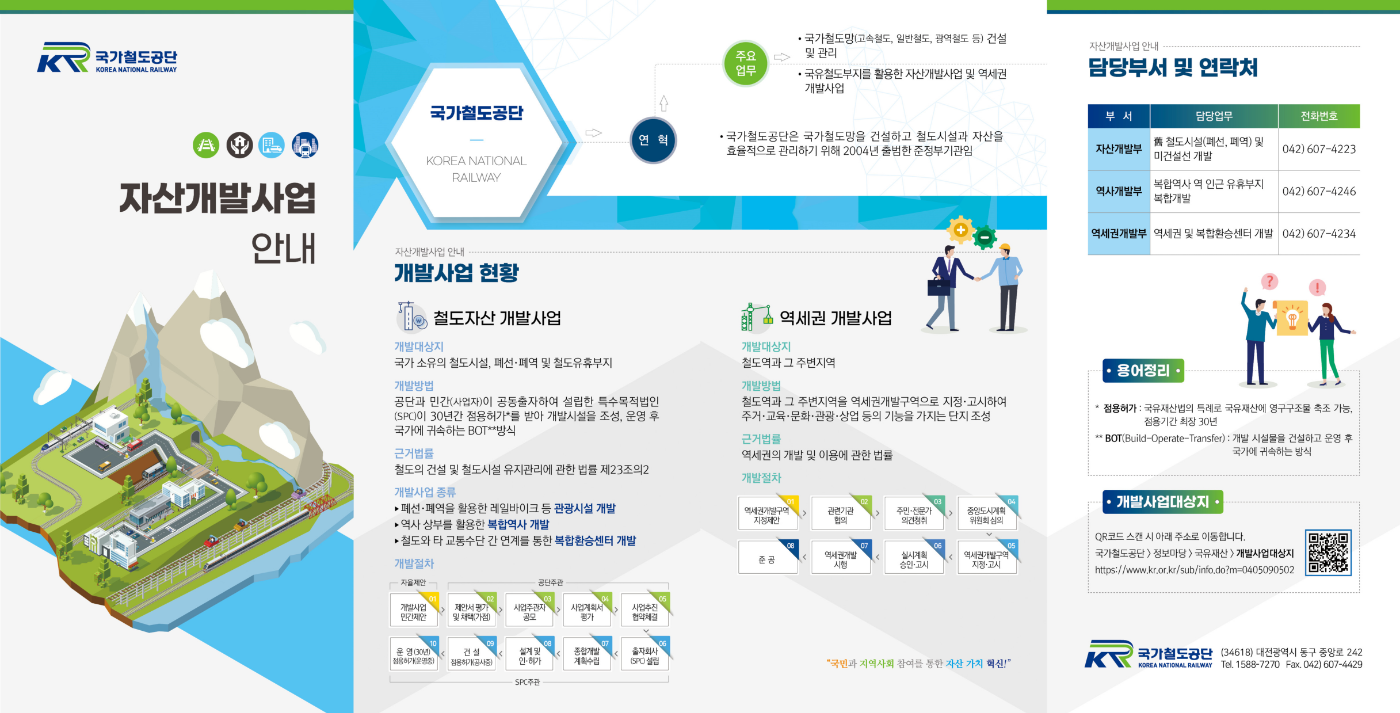 국가철도공단
KOREA NATIONAL RAILWAY
자산개발사업
안내
국가철도공단
KOREA NATIONAL
RAILWAY
주요
업무
• 국가철도망(고속철도, 일반철도, 광역철도 등) 건설
및 관리
• 국유철도부지를 활용한 자산개발사업 및 역세권
개발사업
연 혁
• 국가철도공단은 국가철도망을 건설하고 철도시설과 자산을
효율적으로 관리하기 위해 2004년 출범한 준정부기관임
자산개발사업 안내
개발사업 현황
철도자산 개발사업
개발대상지
국가 소유의 철도시설, 폐선·폐역 및 철도유휴부지
개발방법
공단과 민간(사업자)이 공동출자하여 설립한 특수목적법인
(SPC)이 30년간 점용허가*를 받아 개발시설을 조성, 운영 후
국가에 귀속하는 BOT**방식
근거법률
철도의 건설 및 철도시설 유지관리에 관한 법률 제23조의2
개발사업 종류
▸ 폐선·폐역을 활용한 레일바이크 등 관광시설 개발
▸ 역사 상부를 활용한 복합역사 개발
▸ 철도와 타 교통수단 간 연계를 통한 복합환승센터 개발
개발절차
자율제안
공단주관
01
개발사업
민간제안
02
제안서 평가
및 채택(가점)
03
사업주관자
공모
04
사업계획서
평가
05
사업추진
협약체결
10
운 영(30년)
점용허가(운영중)
09
건 설
점용허가(공사중)
08
설계 및
인·허가
07
종합개발
계획수립
06
출자회사
(SPC) 설립
SPC주관
역세권 개발사업
개발대상지
철도역과 그 주변지역
개발방법
철도역과 그 주변지역을 역세권개발구역으로 지정·고시하여
주거·교육·문화·관광·상업 등의 기능을 가지는 단지 조성
근거법률
역세권의 개발 및 이용에 관한 법률
개발절차
01
역세권개발구역
지정제안
02
관련기관
협의
03
주민·전문가
의견청취
04
중앙도시계획
위원회 심의
08
준 공
07
역세권개발
시행
06
실시계획
승인·고시
05
역세권개발구역
지정·고시
“국민과 지역사회 참여를 통한 자산 가치 혁신!”
자산개발사업 안내
담당부서 및 연락처
부 서 담당업무 전화번호
자산개발부 舊 철도시설(폐선, 폐역) 및 미건설선 개발 042) 607-4223
역사개발부 복합역사 역 인근 유휴부지 복합개발 042) 607-4246
역세권개발부 역세권 및 복합환승센터 개발 042) 607-4234
? !
• 용어정리 •
* 점용허가 : 국유재산법의 특례로 국유재산에 영구구조물 축조 가능,
점용기간 최장 30년
** BOT(Build-Operate-Transfer) : 개발 시설물을 건설하고 운영 후
국가에 귀속하는 방식
• 개발사업대상지 •
QR코드 스캔 시 아래 주소로 이동합니다.
국가철도공단 > 정보마당 > 국유재산 > 개발사업대상지
https://www.kr.or.kr/sub/info.do?m=0405090502
국가철도공단
KOREA NATIONAL RAILWAY
(34618) 대전광역시 동구 중앙로 242
Tel. 1588-7270 Fax. 042) 607-4429